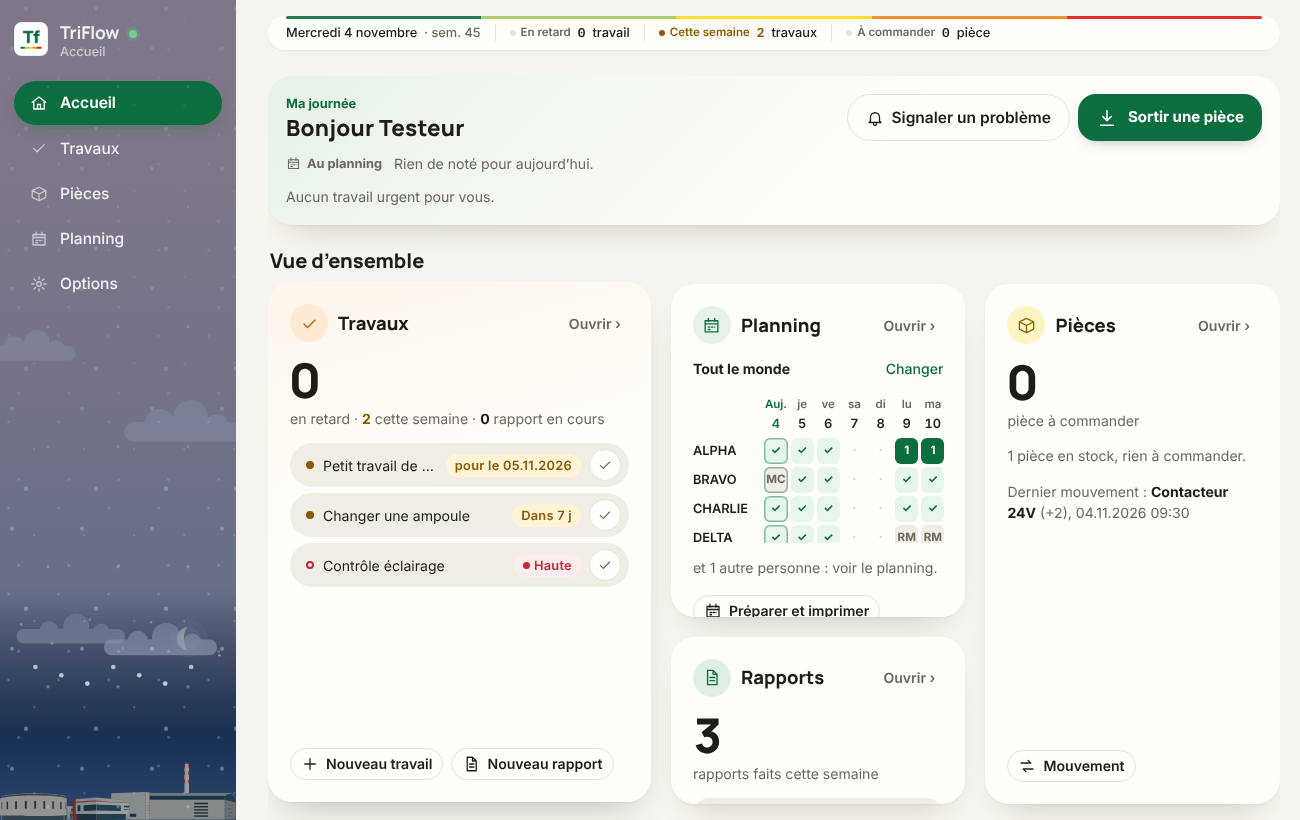 Tf
TriFlow
Accueil
Accueil
Travaux
Pièces
Planning
Options
Mercredi 4 novembre · sem. 45
En retard 0 travail
Cette semaine 2 travaux
À commander 0 pièce
Ma journée
Bonjour Testeur
Au planning Rien de noté pour aujourd’hui.
Aucun travail urgent pour vous.
Signaler un problème
Sortir une pièce
Vue d’ensemble
Travaux
Ouvrir ›
0
en retard · 2 cette semaine · 0 rapport en cours
Petit travail de ... pour le 05.11.2026
Changer une ampoule Dans 7 j
Contrôle éclairage Haute
Nouveau travail
Nouveau rapport
Planning
Ouvrir ›
Tout le monde Changer
Auj. je ve sa di lu ma
4 5 6 7 8 9 10
ALPHA 1 1
BRAVO MC
CHARLIE
DELTA RM RM
et 1 autre personne : voir le planning.
Préparer et imprimer
Rapports
Ouvrir ›
3
rapports faits cette semaine
Pièces
Ouvrir ›
0
pièce à commander
1 pièce en stock, rien à commander.
Dernier mouvement : Contacteur
24V (+2), 04.11.2026 09:30
Mouvement